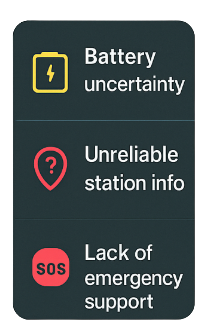 Battery
uncertainty
?
Unreliable
station info
SOS
Lack of
emergency
support